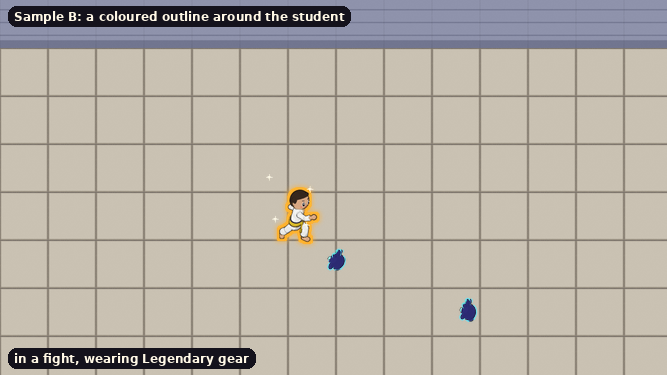 Sample B: a coloured outline around the student
in a fight, wearing Legendary gear